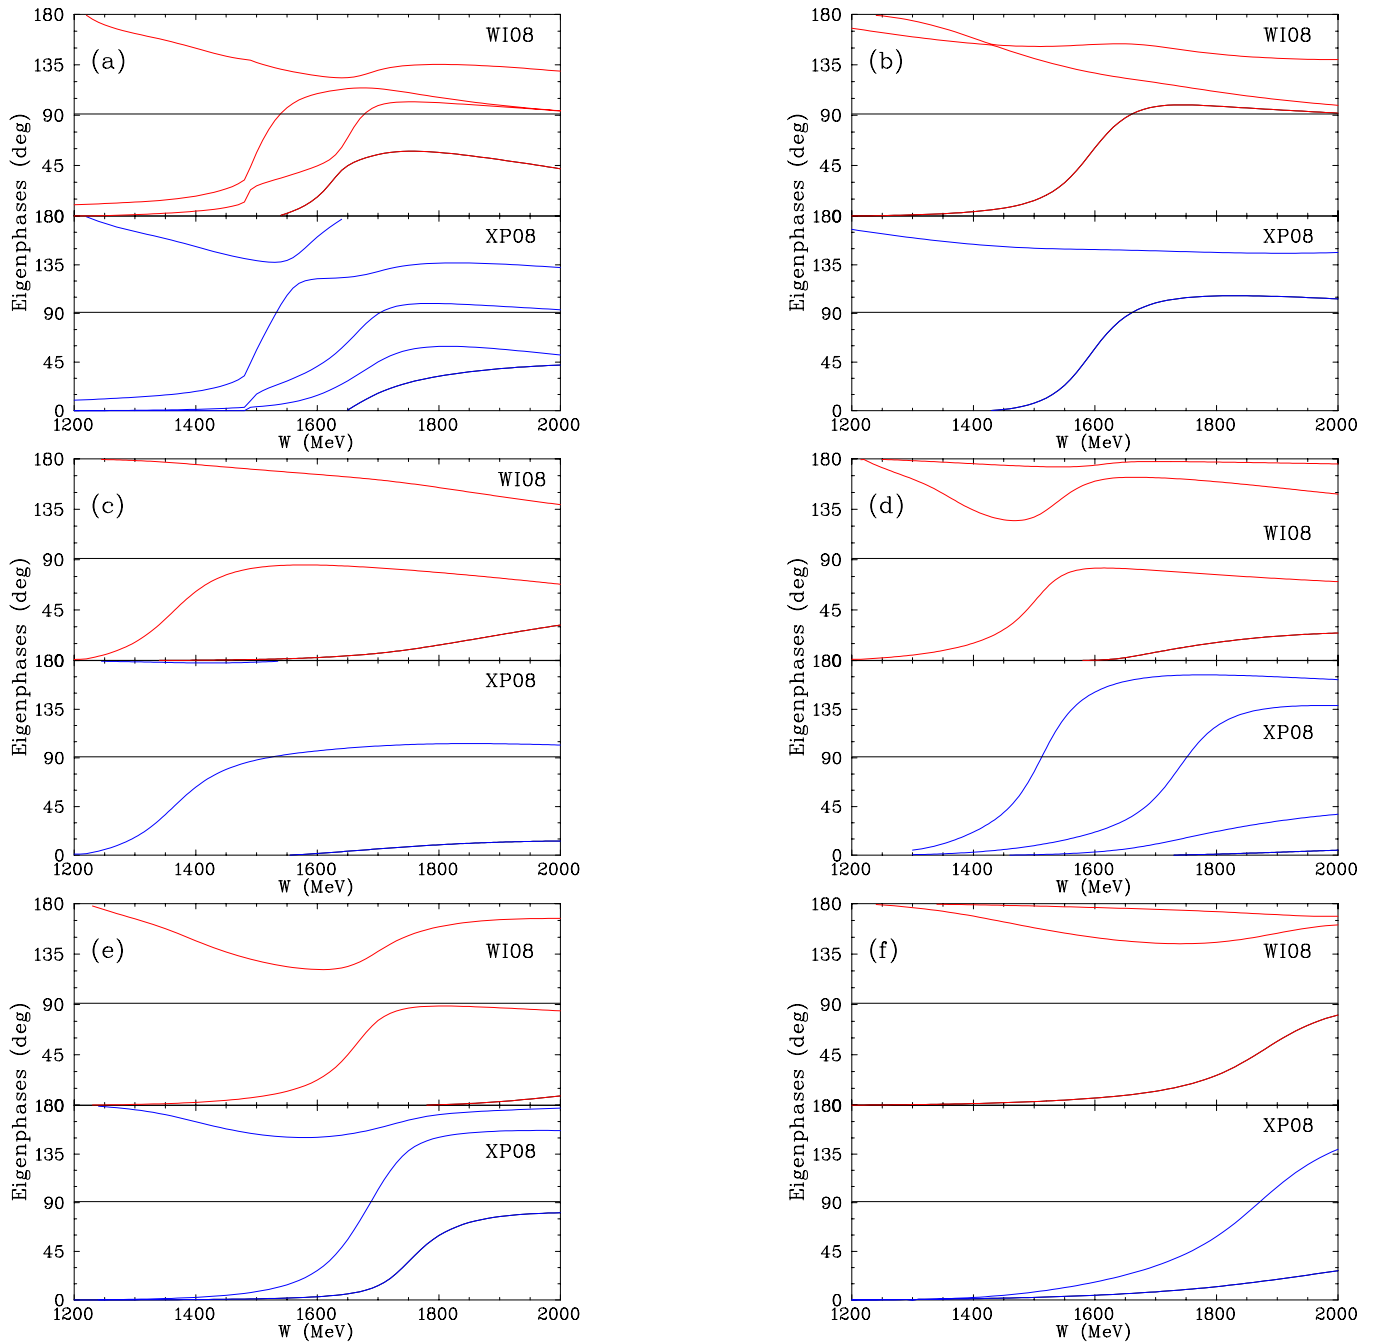 180 WI08 180 WI08
(a) (b)
135 135
90 90
45 45
180 0 180 0
XP08 XP08
135 135
90 90
45 45
0 0
Eigenphases (deg) Eigenphases (deg)
1200 1400 1600 1800 2000 1200 1400 1600 1800 2000
W (MeV) W (MeV)
180 WI08 180
(c) (d)
135 135 WI08
90 90
45 45
180 0 180 0
XP08
135 135 XP08
90 90
45 45
0 0
Eigenphases (deg) Eigenphases (deg)
1200 1400 1600 1800 2000 1200 1400 1600 1800 2000
W (MeV) W (MeV)
180 180
(e) WI08 (f) WI08
135 135
90 90
45 45
180 0 180 0
XP08 XP08
135 135
90 90
45 45
0 0
Eigenphases (deg) Eigenphases (deg)
1200 1400 1600 1800 2000 1200 1400 1600 1800 2000
W (MeV) W (MeV)